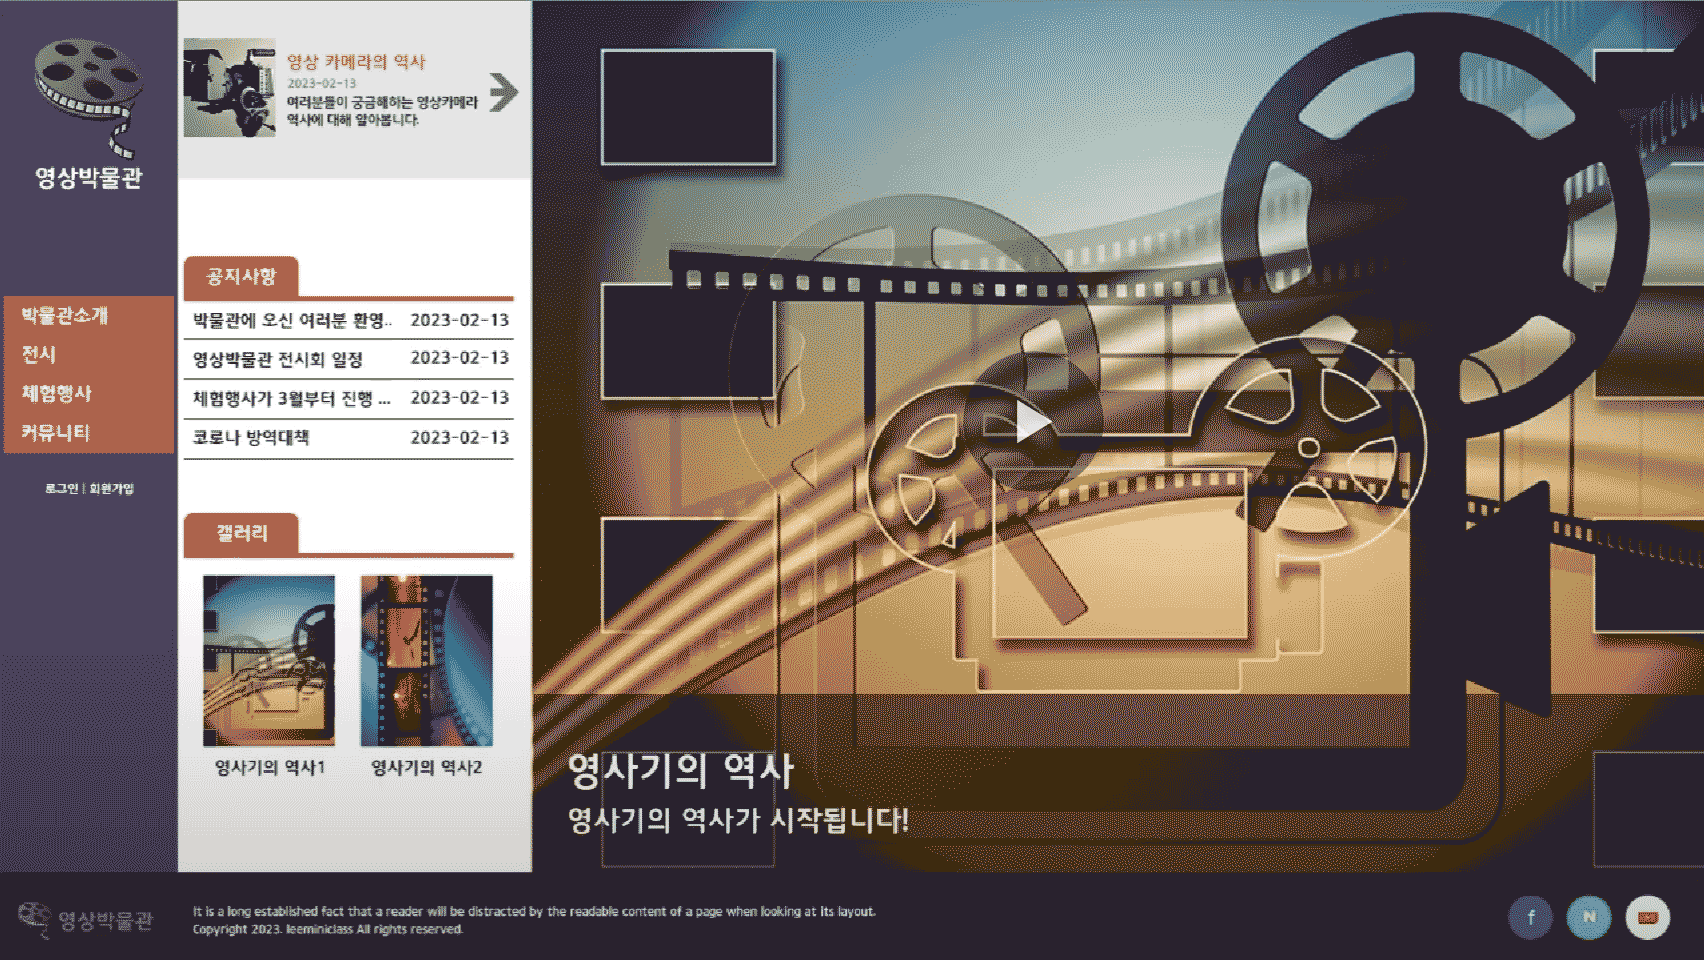 영상박물관
박물관소개
전시
체험행사
커뮤니티
로그인 | 회원가입
영상 카메라의 역사
2023-02-13
여러분들이 궁금해하는 영상카메라
역사에 대해 알아봅니다.
공지사항
박물관에 오신 여러분 환영.. 2023-02-13
영상박물관 전시회 일정 2023-02-13
체험행사가 3월부터 진행 ... 2023-02-13
코로나 방역대책 2023-02-13
갤러리
영사기의 역사1
영사기의 역사2
영사기의 역사
영사기의 역사가 시작됩니다!
영상박물관
It is a long established fact that a reader will be distracted by the readable content of a page when looking at its layout.
Copyright 2023. leeminiclass All rights reserved.
f
N